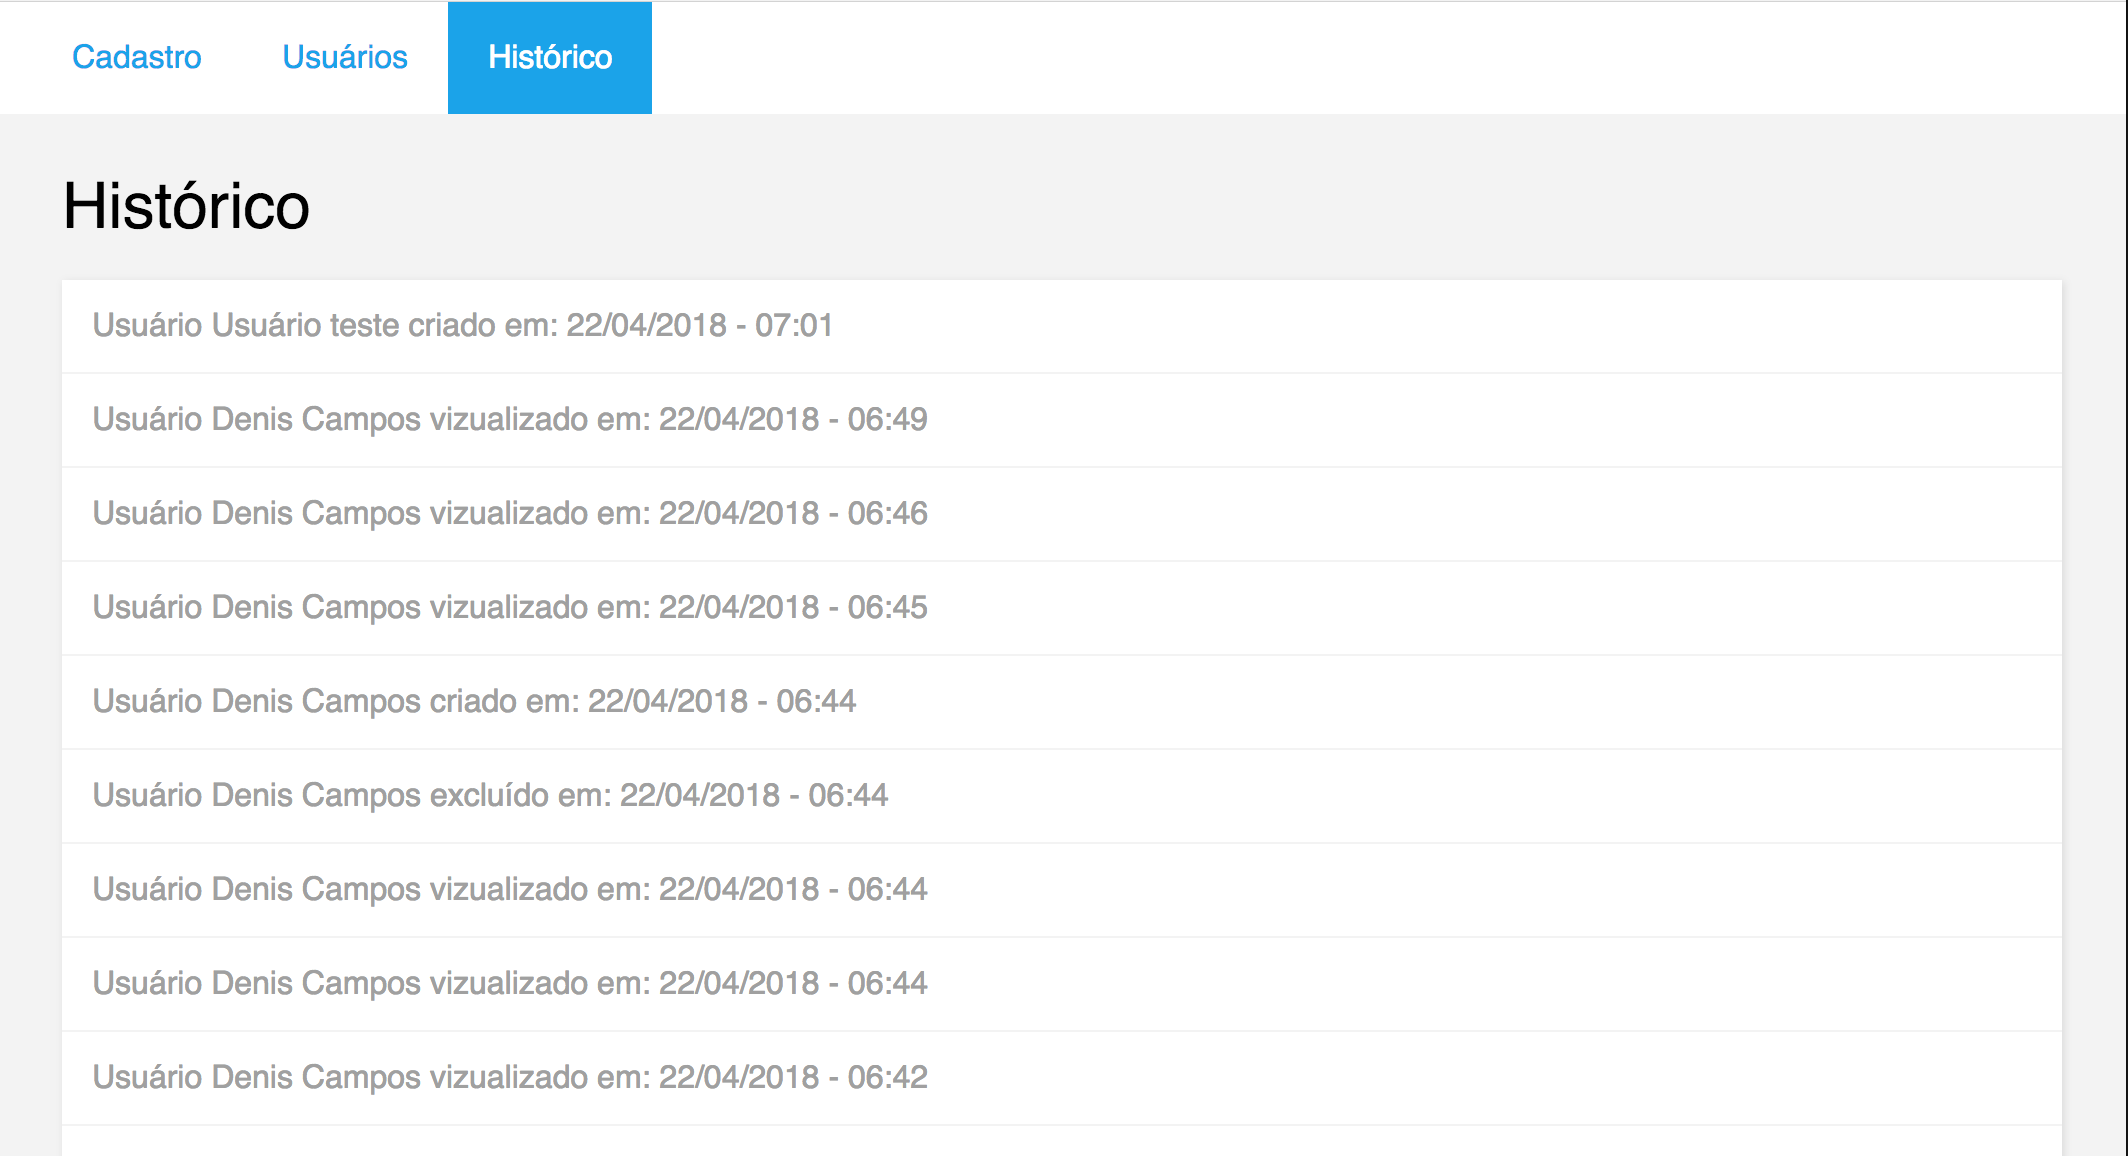 Cadastro Usuários Histórico
Histórico
Usuário Usuário teste criado em: 22/04/2018 - 07:01
Usuário Denis Campos vizualizado em: 22/04/2018 - 06:49
Usuário Denis Campos vizualizado em: 22/04/2018 - 06:46
Usuário Denis Campos vizualizado em: 22/04/2018 - 06:45
Usuário Denis Campos criado em: 22/04/2018 - 06:44
Usuário Denis Campos excluído em: 22/04/2018 - 06:44
Usuário Denis Campos vizualizado em: 22/04/2018 - 06:44
Usuário Denis Campos vizualizado em: 22/04/2018 - 06:44
Usuário Denis Campos vizualizado em: 22/04/2018 - 06:42